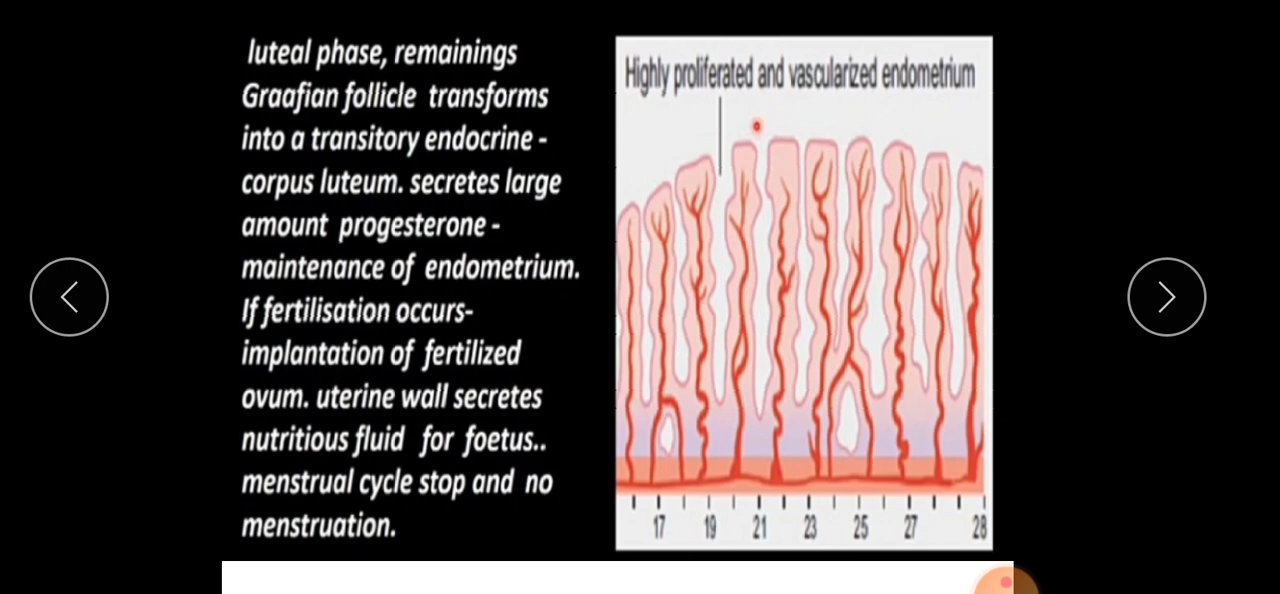 luteal phase, remainings
Graafian follicle transforms
into a transitory endocrine -
corpus luteum. secretes large
amount progesterone -
maintenance of endometrium.
If fertilisation occurs-
implantation of fertilized
ovum. uterine wall secretes
nutritious fluid for foetus..
menstrual cycle stop and no
menstruation.
Highly proliferated and vascularized endometrium
17 19 21 23 25 27 28